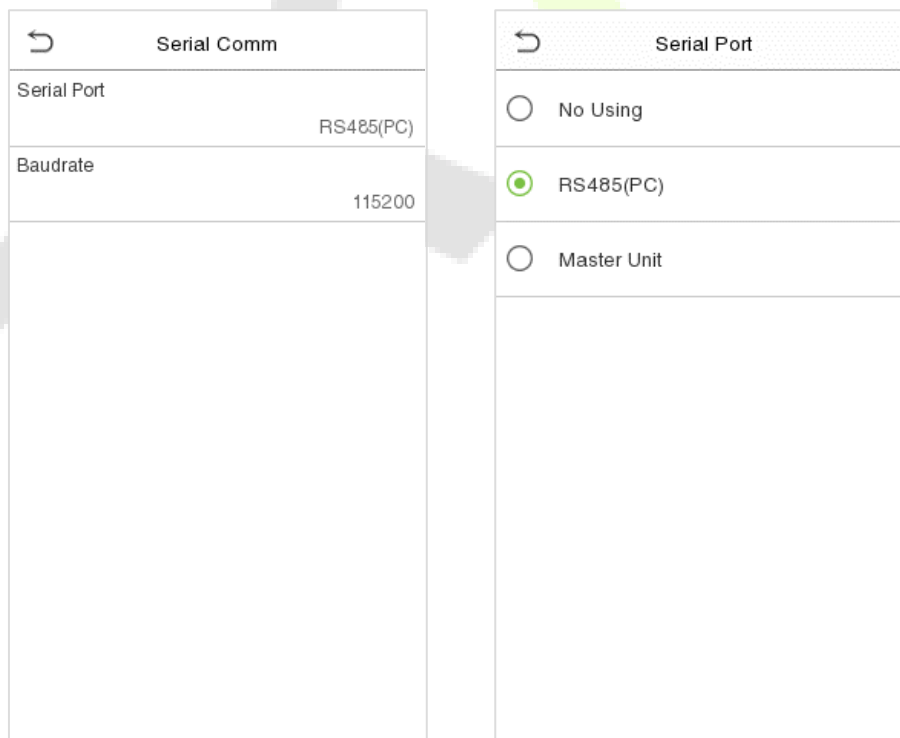 Serial Comm
Serial Port
RS485(PC)
Baudrate
115200
Serial Port
No Using
RS485(PC)
Master Unit